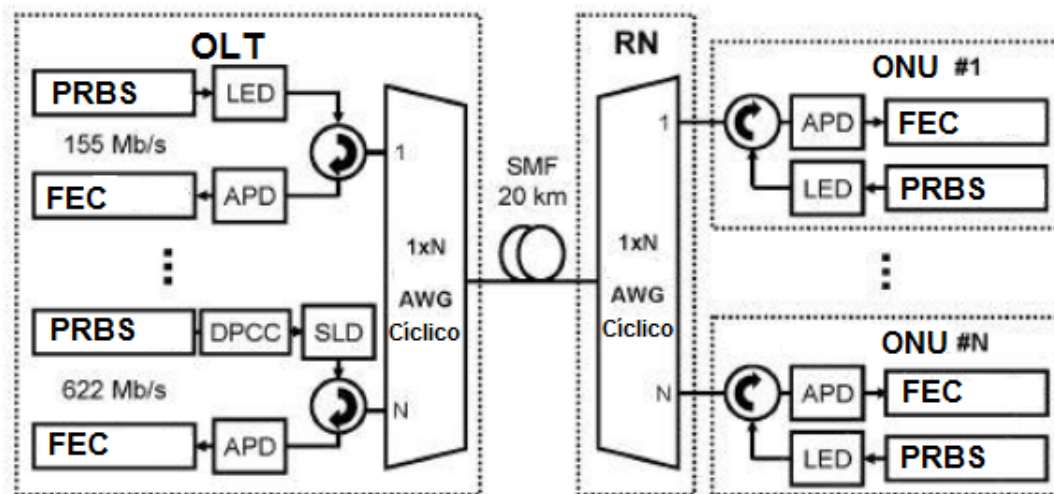 OLT
PRBS
LED
155 Mb/s
FEC
APD
1
PRBS
DPCC
SLD
622 Mb/s
FEC
APD
N
1xN
AWG
Cíclico
SMF
20 km
RN
1
1xN
AWG
Cíclico
N
ONU #1
APD
FEC
LED
PRBS
ONU #N
APD
FEC
LED
PRBS